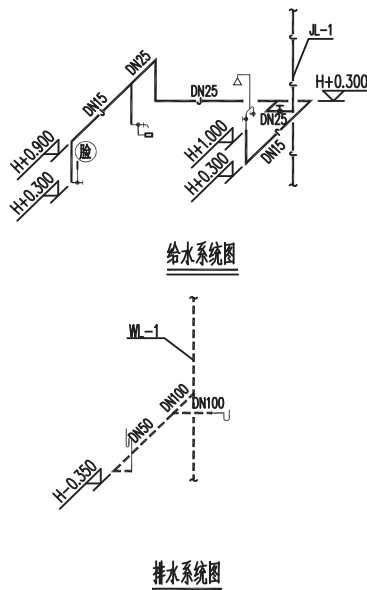 JL-1
DN25
DN15
DN25
H+0.300
H+0.900
脸
H+0.300
H+1.000
H+0.300
DN25
DN15
给水系统图
WL-1
DN100
DN100
DN50
H-0.350
排水系统图